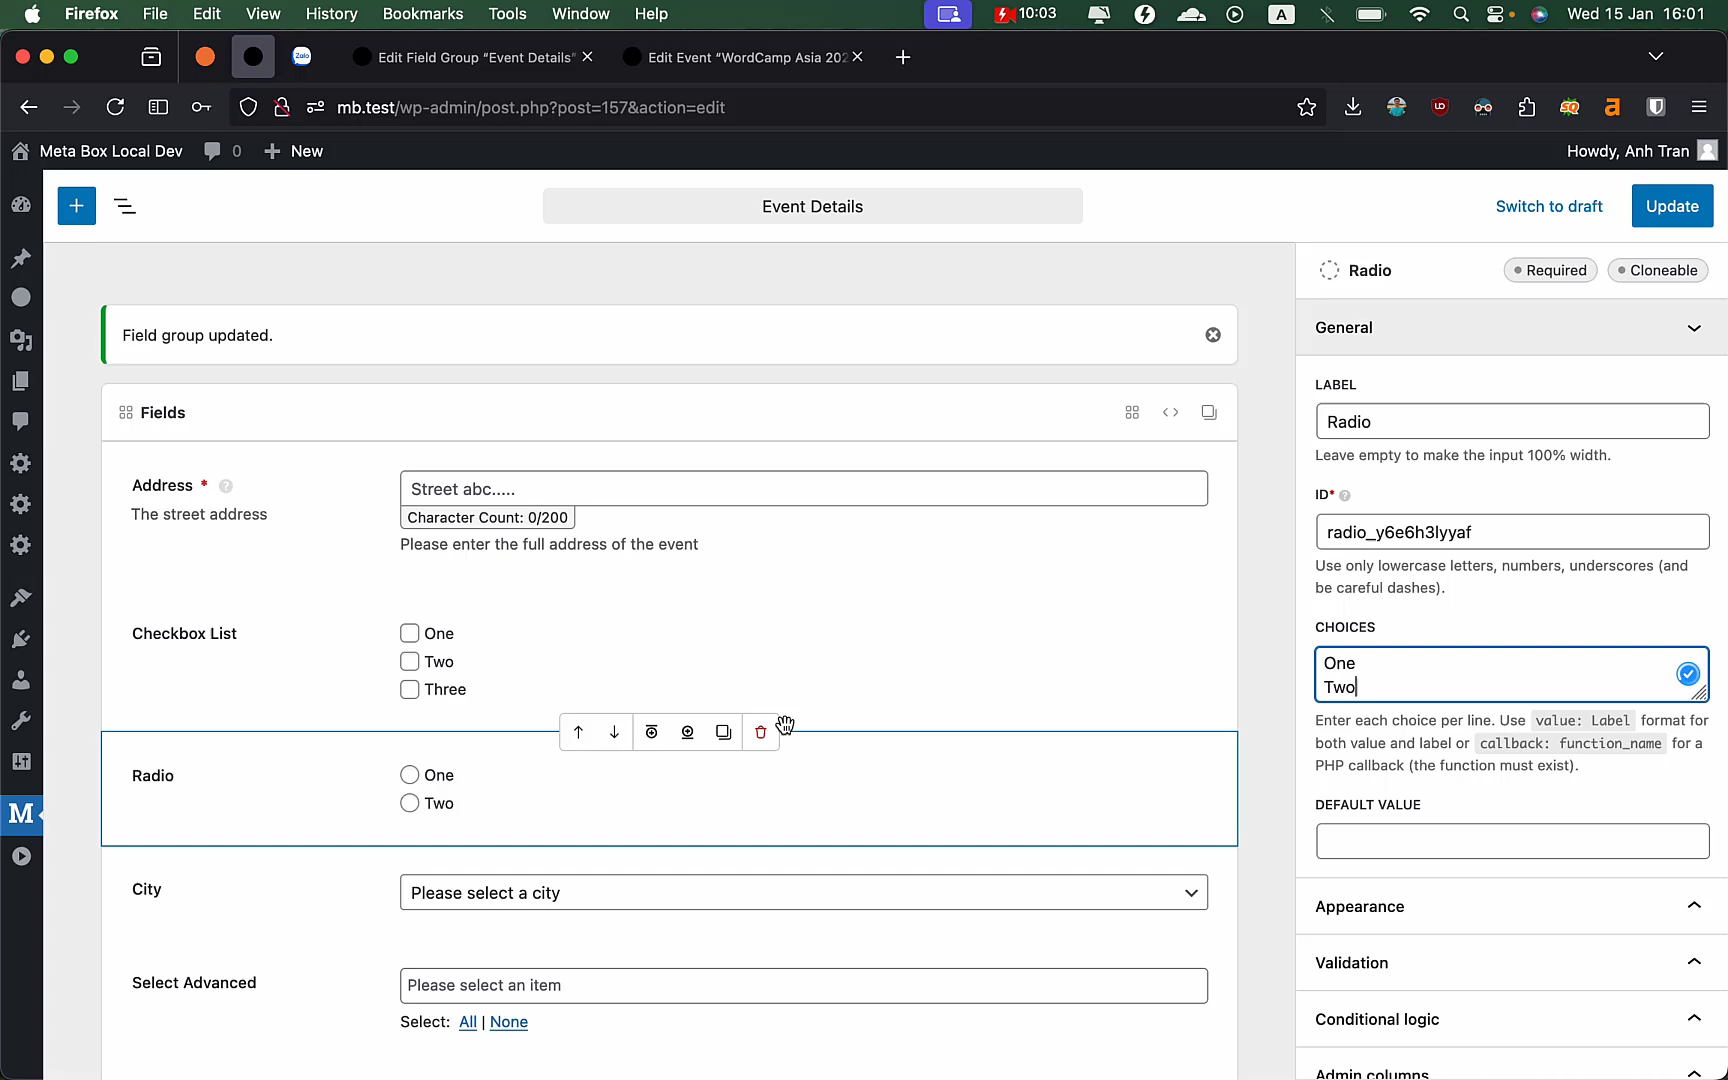 Firefox File Edit View History Bookmarks Tools Window Help 10:03 A Wed 15 Jan 16:01
Zalo Edit Field Group “Event Details” Edit Event “WordCamp Asia 202
mb.test/wp-admin/post.php?post=157&action=edit
Meta Box Local Dev 0 New Howdy, Anh Tran
Event Details Switch to draft Update
Radio Required Cloneable
Field group updated.
General
Fields
LABEL
Radio
Leave empty to make the input 100% width.
Address * ?
Street abc.....
The street address
Character Count: 0/200
Please enter the full address of the event
ID* ?
radio_y6e6h3lyyaf
Use only lowercase letters, numbers, underscores (and
be careful dashes).
Checkbox List
One
Two
Three
CHOICES
One
Two
Enter each choice per line. Use value: Label format for
both value and label or callback: function_name for a
PHP callback (the function must exist).
Radio
One
Two
DEFAULT VALUE
City
Please select a city
Appearance
Select Advanced
Please select an item
Select: All | None
Validation
Conditional logic
Admin columns
M